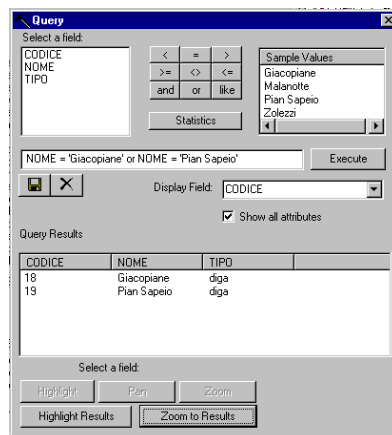 Query
Select a field:
CODICE
NOME
TIPO
< = >
>= <> <=
and or like
Statistics
Sample Values
Giacopiane
Malanotte
Pian Sapeio
Zolezzi
NOME = 'Giacopiane' or NOME = 'Pian Sapeio'
Execute
Display Field: CODICE
Show all attributes
Query Results
CODICE NOME TIPO
18 Giacopiane diga
19 Pian Sapeio diga
Select a field:
Highlight Pan Zoom
Highlight Results Zoom to Results